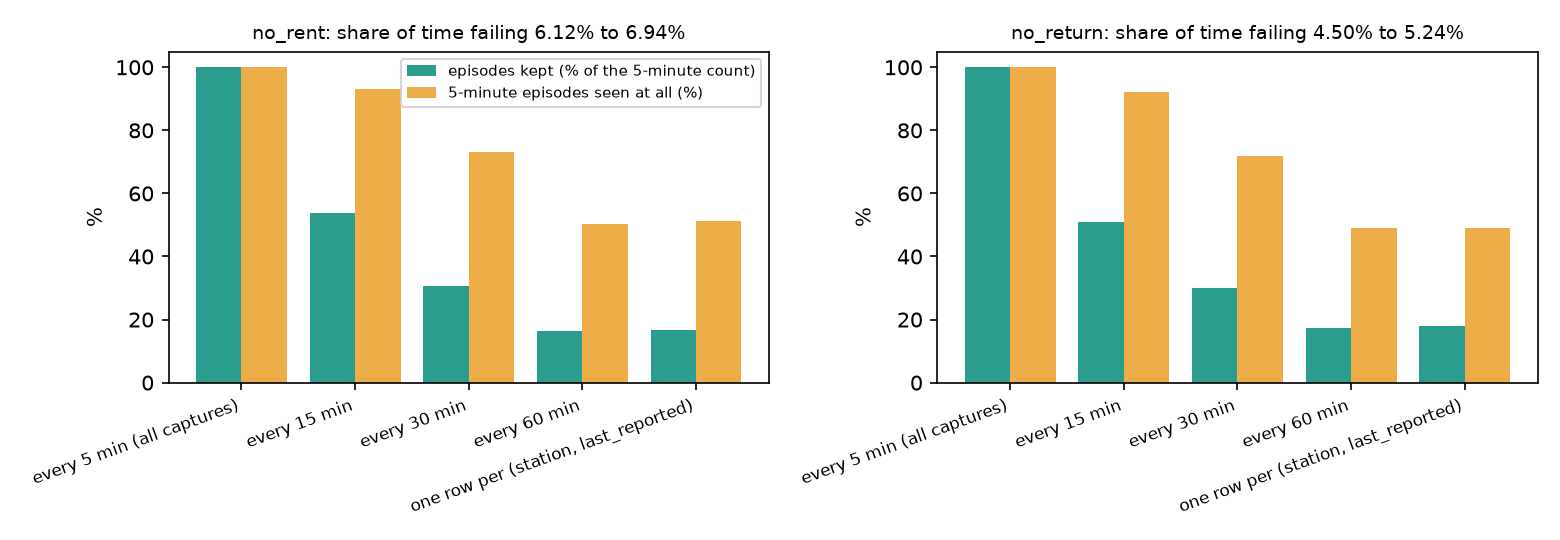 no_rent: share of time failing 6.12% to 6.94%
episodes kept (% of the 5-minute count)
5-minute episodes seen at all (%)
%
100
80
60
40
20
0
every 5 min (all captures)
every 15 min
every 30 min
every 60 min
one row per (station, last_reported)
no_return: share of time failing 4.50% to 5.24%
%
100
80
60
40
20
0
every 5 min (all captures)
every 15 min
every 30 min
every 60 min
one row per (station, last_reported)